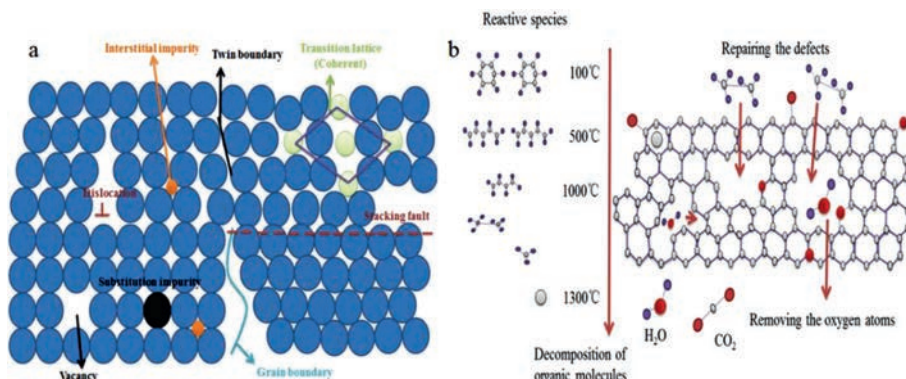 a
Interstitial impurity
Twin boundary
Transition lattice
(Coherent)
Dislocation
Stacking fault
Substitution impurity
Vacancy
Grain boundary
b
Reactive species
100℃
500℃
1000℃
1300℃
Decomposition of
organic molecules
Repairing the defects
H₂O
CO₂
Removing the oxygen atoms